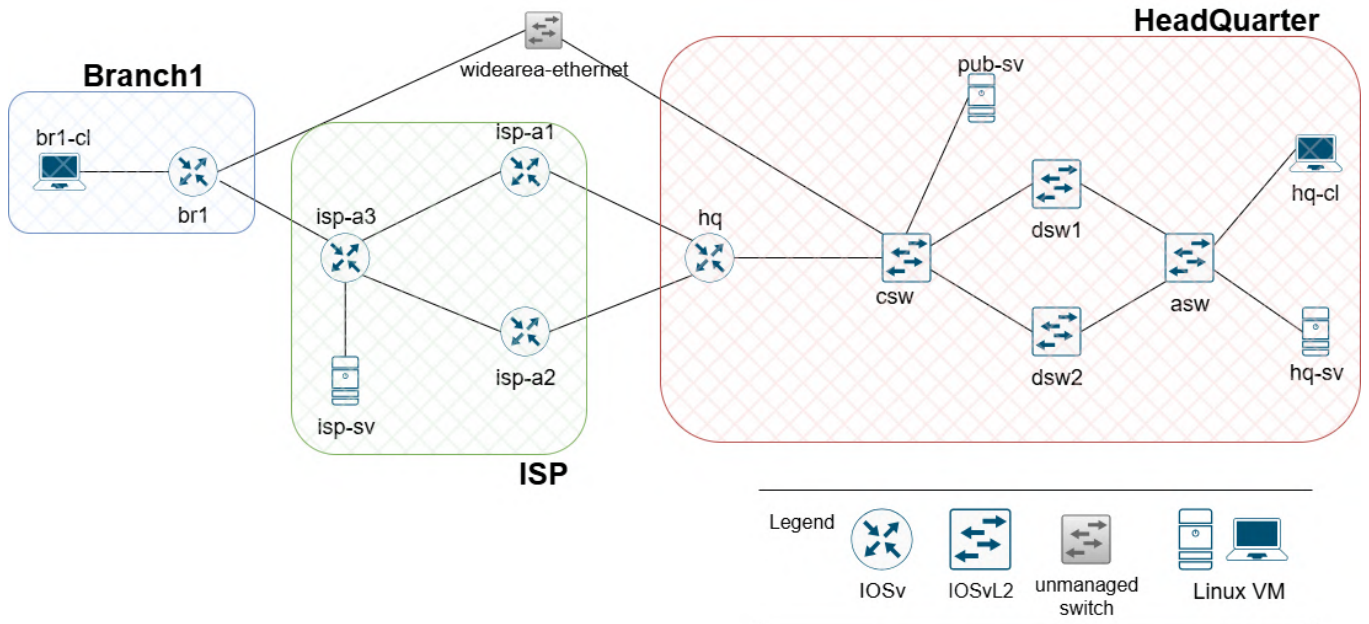 HeadQuarter
Branch1
widearea-ethernet
pub-sv
br1-cl
isp-a1
br1
isp-a3
hq
dsw1
hq-cl
csw
asw
isp-a2
dsw2
hq-sv
isp-sv
ISP
Legend
IOSv
IOSvL2
unmanaged
switch
Linux VM